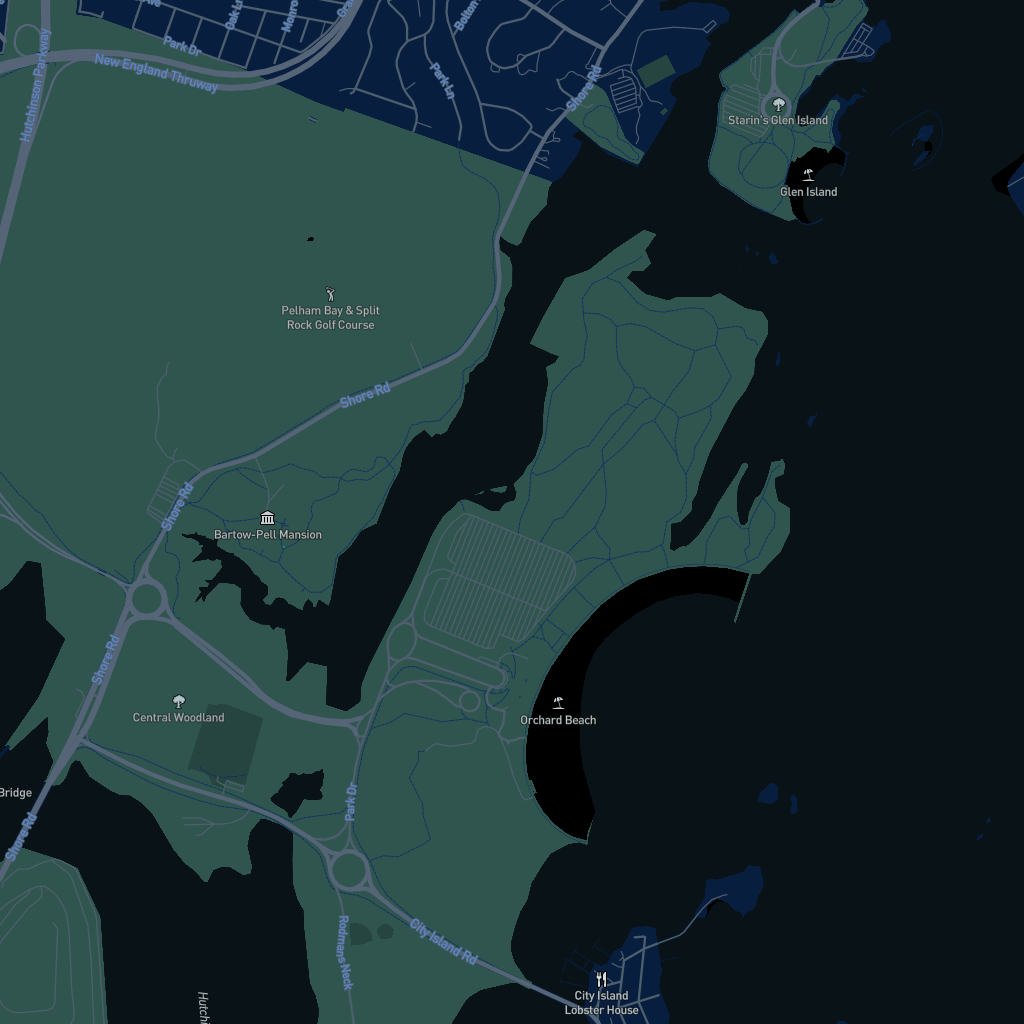 Oak Ln
Monro
Bolton
Park Dr
New England Thruway
Hutchinson Parkway
Park Ln
Shore Rd
Starin's Glen Island
Glen Island
Pelham Bay & Split
Rock Golf Course
Shore Rd
Shore Rd
Bartow-Pell Mansion
Shore Rd
Central Woodland
Orchard Beach
Bridge
Park Dr
Shore Rd
City Island Rd
Rodmans Neck
City Island
Lobster House
Hutchi